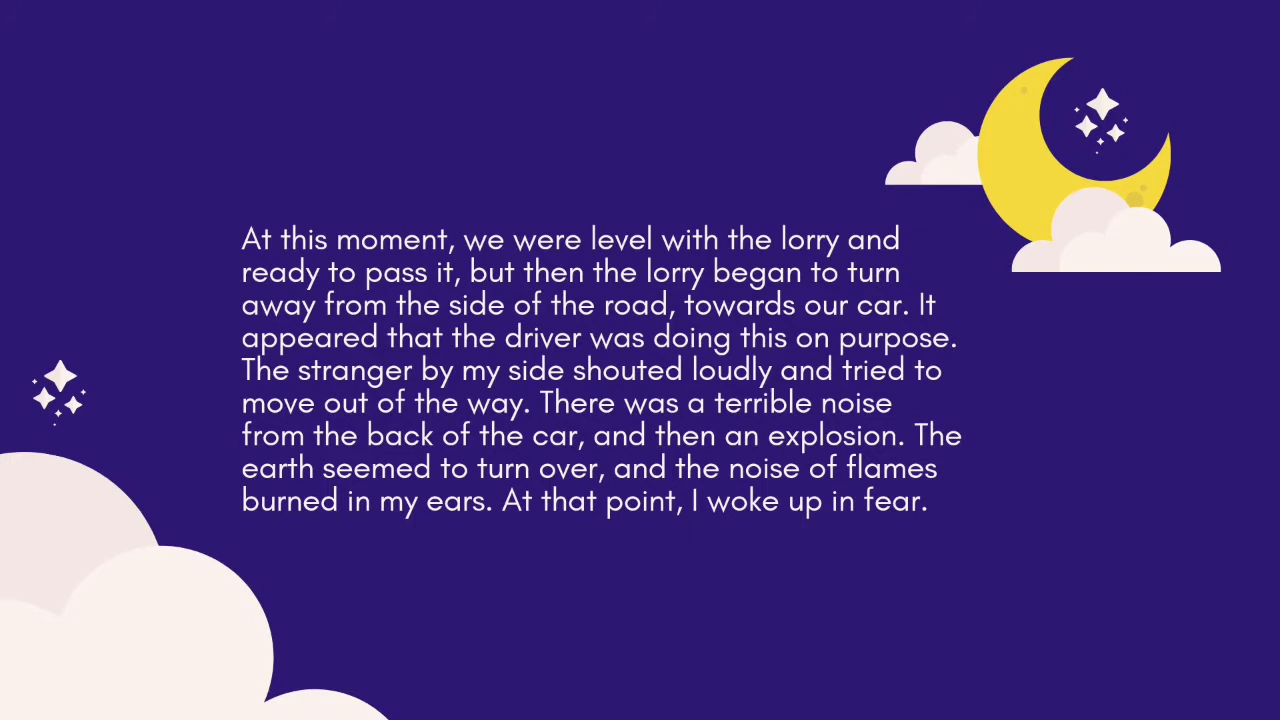 At this moment, we were level with the lorry and
ready to pass it, but then the lorry began to turn
away from the side of the road, towards our car. It
appeared that the driver was doing this on purpose.
The stranger by my side shouted loudly and tried to
move out of the way. There was a terrible noise
from the back of the car, and then an explosion. The
earth seemed to turn over, and the noise of flames
burned in my ears. At that point, I woke up in fear.